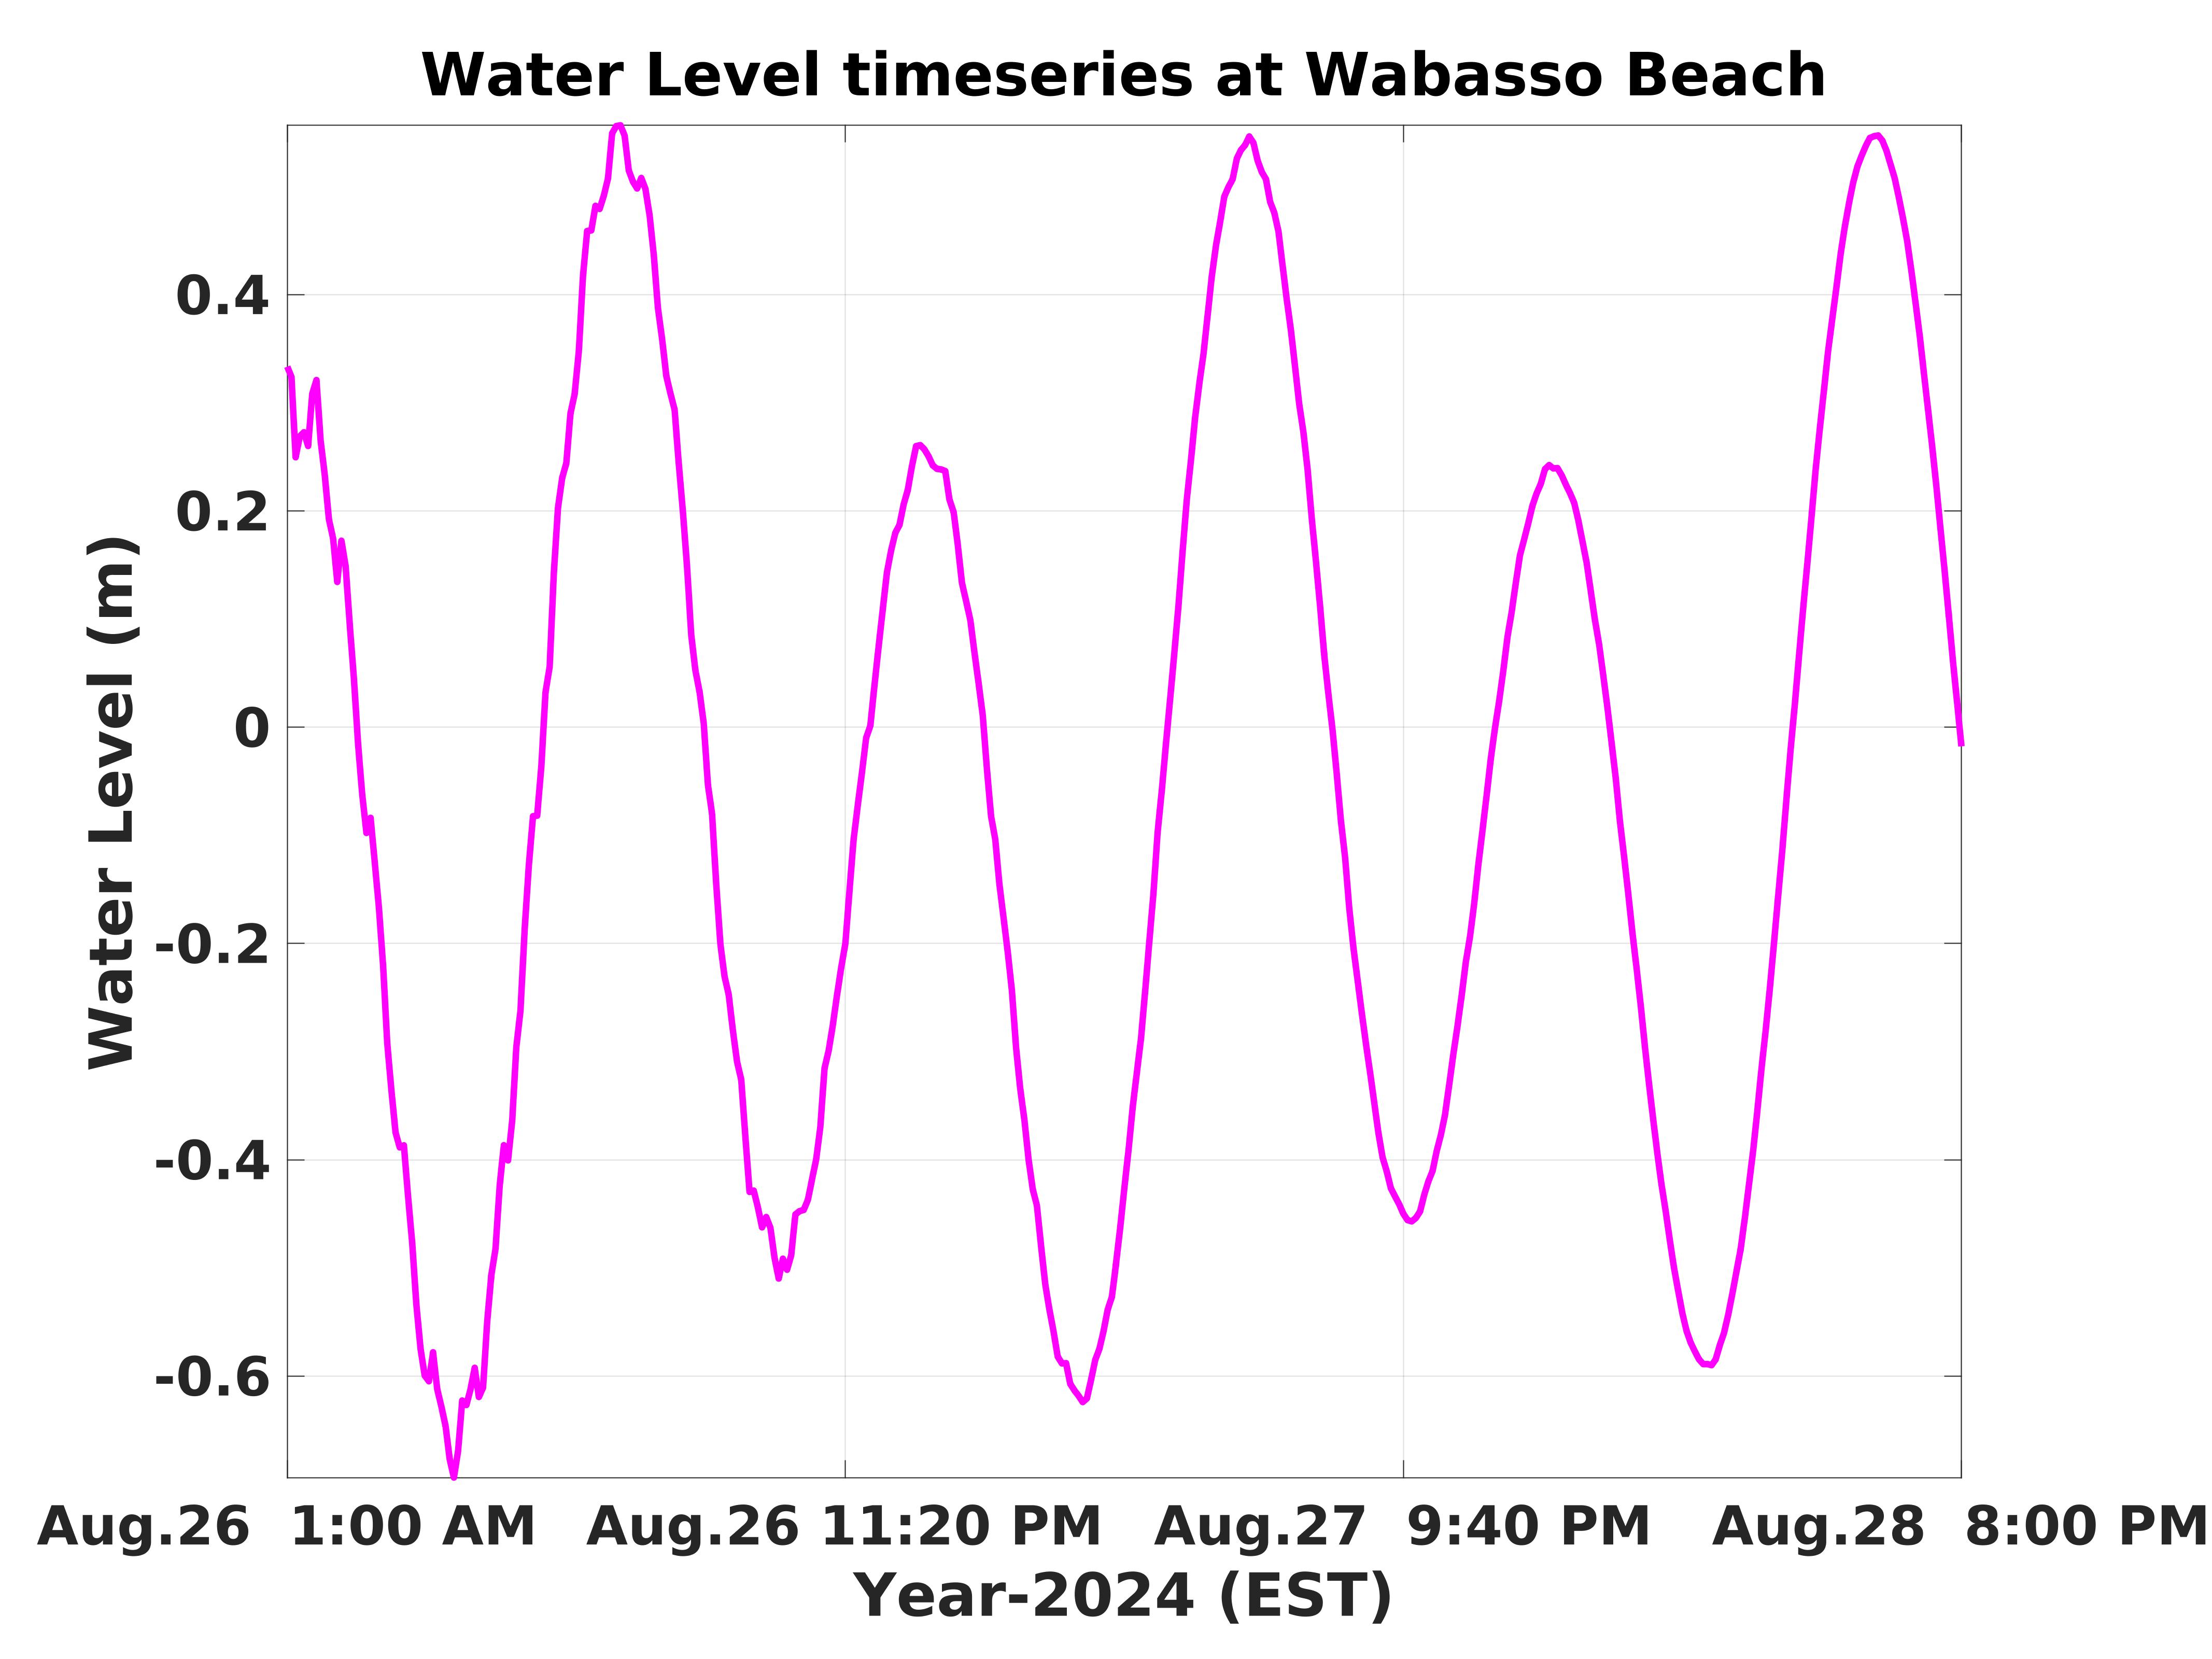 Water Level timeseries at Wabasso Beach
0.4
0.2
0
-0.2
-0.4
-0.6
Water Level (m)
Aug.26  1:00 AM Aug.26 11:20 PM Aug.27  9:40 PM Aug.28  8:00 PM
Year-2024 (EST)